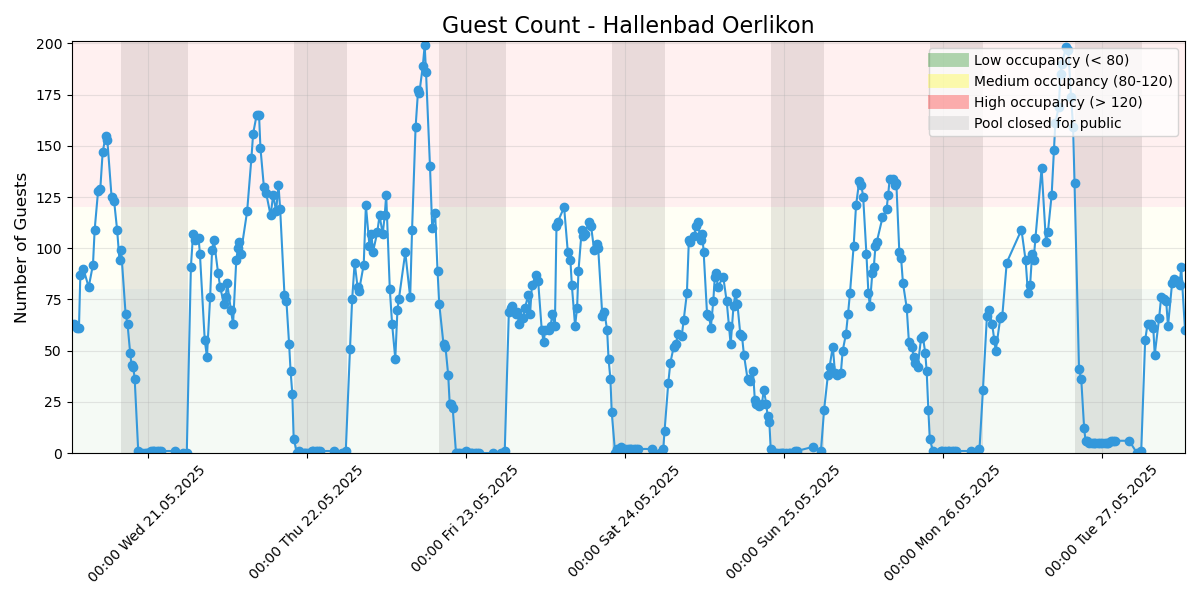 Guest Count - Hallenbad Oerlikon
Number of Guests
200
175
150
125
100
75
50
25
0
Low occupancy (< 80)
Medium occupancy (80-120)
High occupancy (> 120)
Pool closed for public
00:00 Wed 21.05.2025
00:00 Thu 22.05.2025
00:00 Fri 23.05.2025
00:00 Sat 24.05.2025
00:00 Sun 25.05.2025
00:00 Mon 26.05.2025
00:00 Tue 27.05.2025